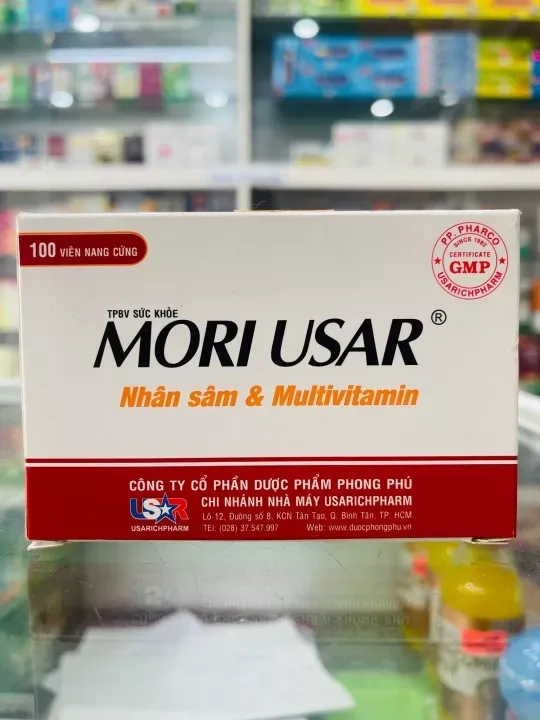 100 VIÊN NANG CỨNG
PP. PHARCO
SINCE 1982
CERTIFICATE
GMP
USARICHPHARM
TPBV SỨC KHỎE
MORI USAR®
Nhân sâm & Multivitamin
CÔNG TY CỔ PHẦN DƯỢC PHẨM PHONG PHÚ
CHI NHÁNH NHÀ MÁY USARICHPHARM
USAR
USARICHPHARM
Lô 12, Đường số 8, KCN Tân Tạo, Q. Bình Tân, TP. HCM
TEl: (028) 37.547.997 Web: www.duocphongphu.vn